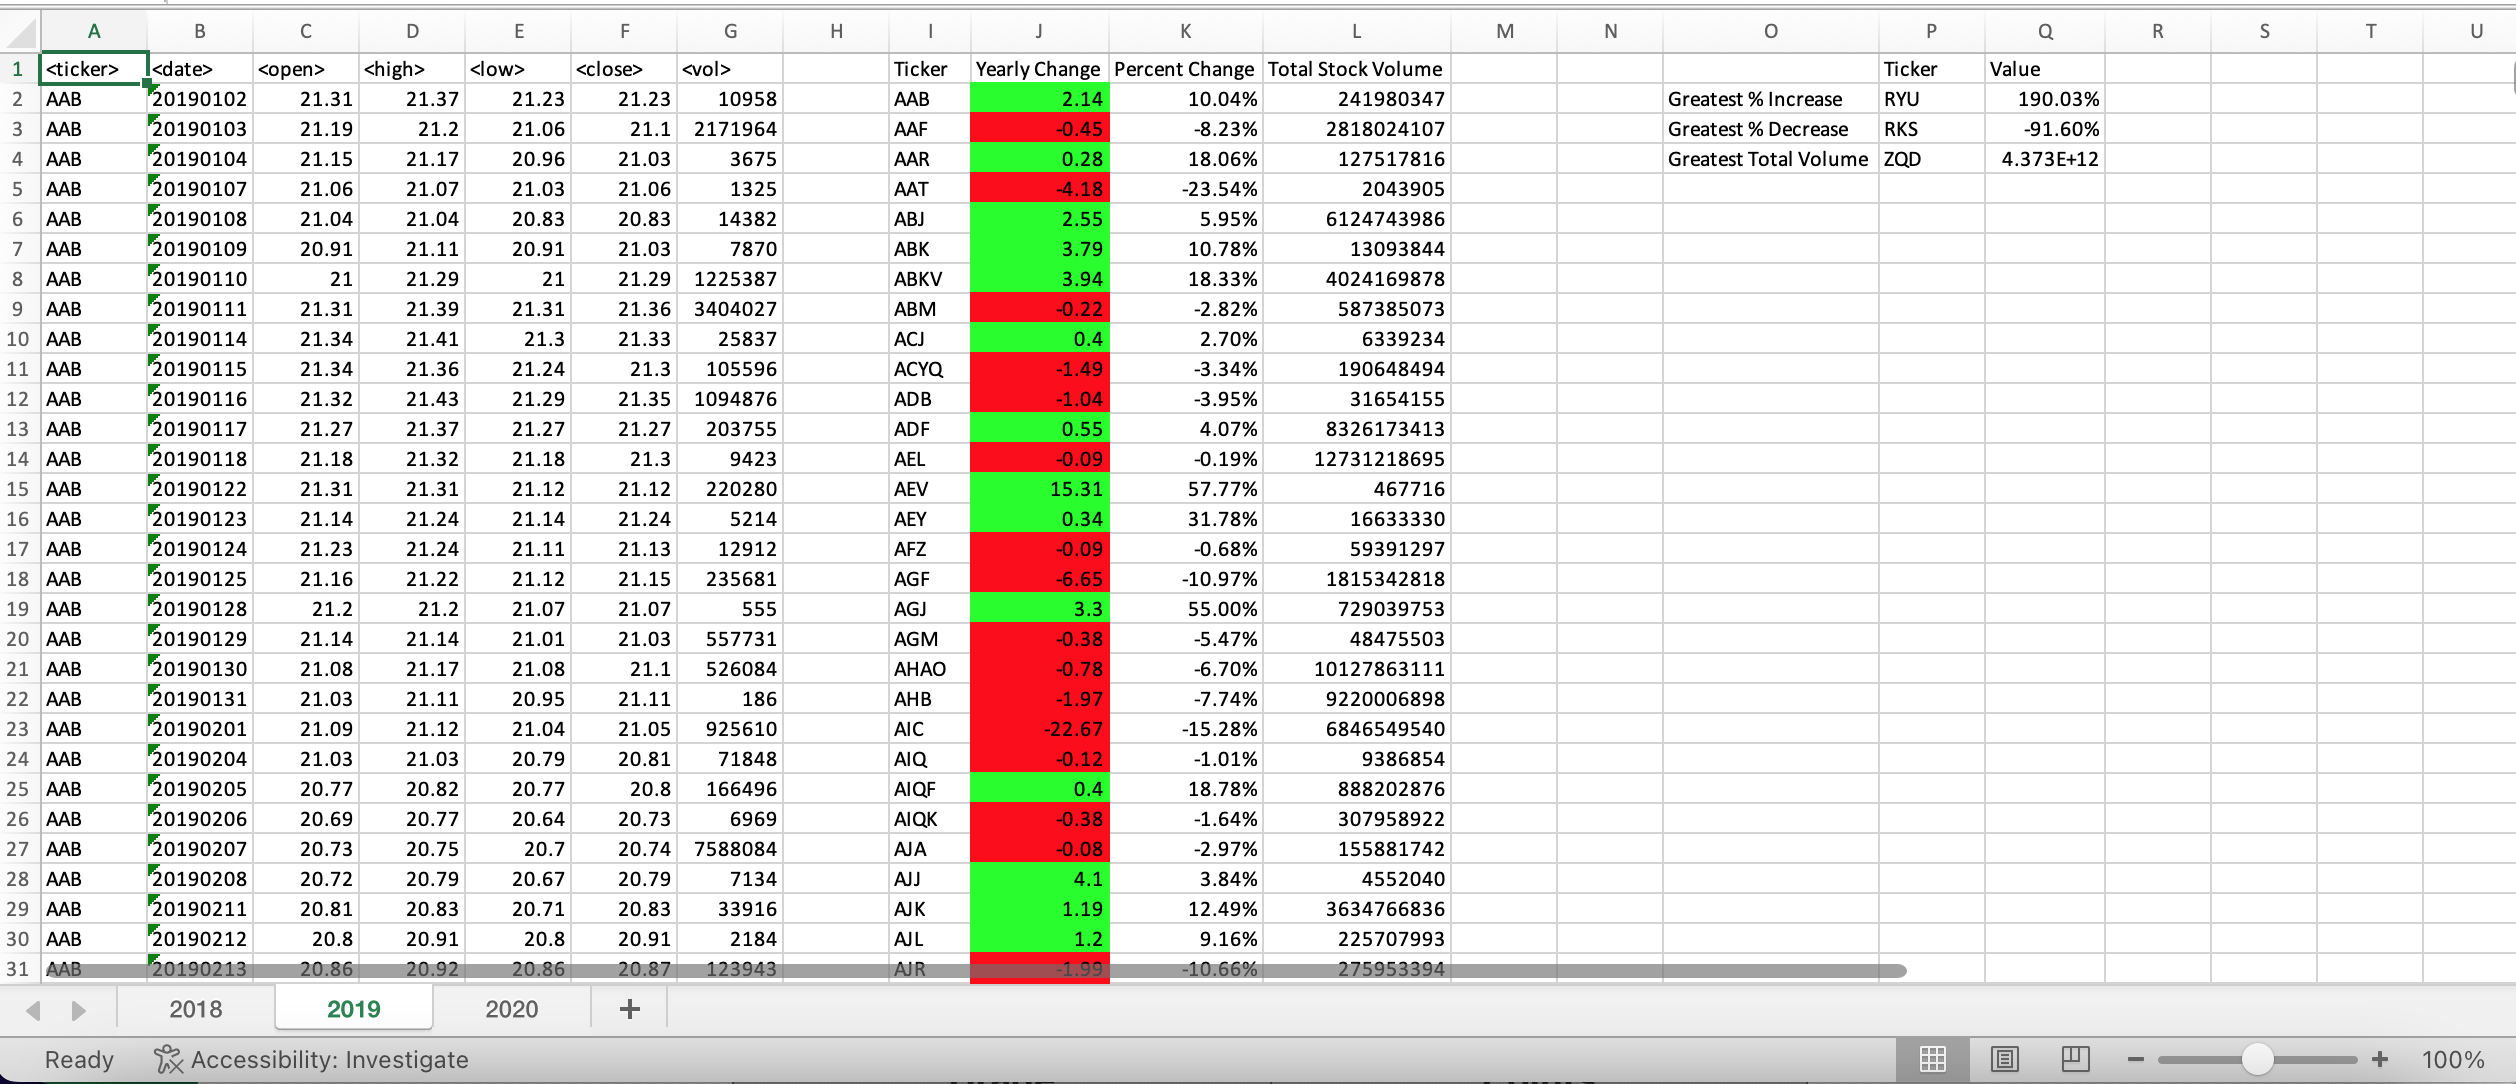 A B C D E F G H I J K L M N O P Q R S T U
1 <ticker> <date> <open> <high> <low> <close> <vol> Ticker Yearly Change Percent Change Total Stock Volume Ticker Value
2 AAB 20190102 21.31 21.37 21.23 21.23 10958 AAB 2.14 10.04% 241980347 Greatest % Increase RYU 190.03%
3 AAB 20190103 21.19 21.2 21.06 21.1 2171964 AAF -0.45 -8.23% 2818024107 Greatest % Decrease RKS -91.60%
4 AAB 20190104 21.15 21.17 20.96 21.03 3675 AAR 0.28 18.06% 127517816 Greatest Total Volume ZQD 4.373E+12
5 AAB 20190107 21.06 21.07 21.03 21.06 1325 AAT -4.18 -23.54% 2043905
6 AAB 20190108 21.04 21.04 20.83 20.83 14382 ABJ 2.55 5.95% 6124743986
7 AAB 20190109 20.91 21.11 20.91 21.03 7870 ABK 3.79 10.78% 13093844
8 AAB 20190110 21 21.29 21 21.29 1225387 ABKV 3.94 18.33% 4024169878
9 AAB 20190111 21.31 21.39 21.31 21.36 3404027 ABM -0.22 -2.82% 587385073
10 AAB 20190114 21.34 21.41 21.3 21.33 25837 ACJ 0.4 2.70% 6339234
11 AAB 20190115 21.34 21.36 21.24 21.3 105596 ACYQ -1.49 -3.34% 190648494
12 AAB 20190116 21.32 21.43 21.29 21.35 1094876 ADB -1.04 -3.95% 31654155
13 AAB 20190117 21.27 21.37 21.27 21.27 203755 ADF 0.55 4.07% 8326173413
14 AAB 20190118 21.18 21.32 21.18 21.3 9423 AEL -0.09 -0.19% 12731218695
15 AAB 20190122 21.31 21.31 21.12 21.12 220280 AEV 15.31 57.77% 467716
16 AAB 20190123 21.14 21.24 21.14 21.24 5214 AEY 0.34 31.78% 16633330
17 AAB 20190124 21.23 21.24 21.11 21.13 12912 AFZ -0.09 -0.68% 59391297
18 AAB 20190125 21.16 21.22 21.12 21.15 235681 AGF -6.65 -10.97% 1815342818
19 AAB 20190128 21.2 21.2 21.07 21.07 555 AGJ 3.3 55.00% 729039753
20 AAB 20190129 21.14 21.14 21.01 21.03 557731 AGM -0.38 -5.47% 48475503
21 AAB 20190130 21.08 21.17 21.08 21.1 526084 AHAO -0.78 -6.70% 10127863111
22 AAB 20190131 21.03 21.11 20.95 21.11 186 AHB -1.97 -7.74% 9220006898
23 AAB 20190201 21.09 21.12 21.04 21.05 925610 AIC -22.67 -15.28% 6846549540
24 AAB 20190204 21.03 21.03 20.79 20.81 71848 AIQ -0.12 -1.01% 9386854
25 AAB 20190205 20.77 20.82 20.77 20.8 166496 AIQF 0.4 18.78% 888202876
26 AAB 20190206 20.69 20.77 20.64 20.73 6969 AIQK -0.38 -1.64% 307958922
27 AAB 20190207 20.73 20.75 20.7 20.74 7588084 AJA -0.08 -2.97% 155881742
28 AAB 20190208 20.72 20.79 20.67 20.79 7134 AJJ 4.1 3.84% 4552040
29 AAB 20190211 20.81 20.83 20.71 20.83 33916 AJK 1.19 12.49% 3634766836
30 AAB 20190212 20.8 20.91 20.8 20.91 2184 AJL 1.2 9.16% 225707993
31 AAB 20190213 20.86 20.92 20.86 20.87 123943 AJR -1.99 -10.66% 275953394
2018 2019 2020 +
Ready Accessibility: Investigate 100%